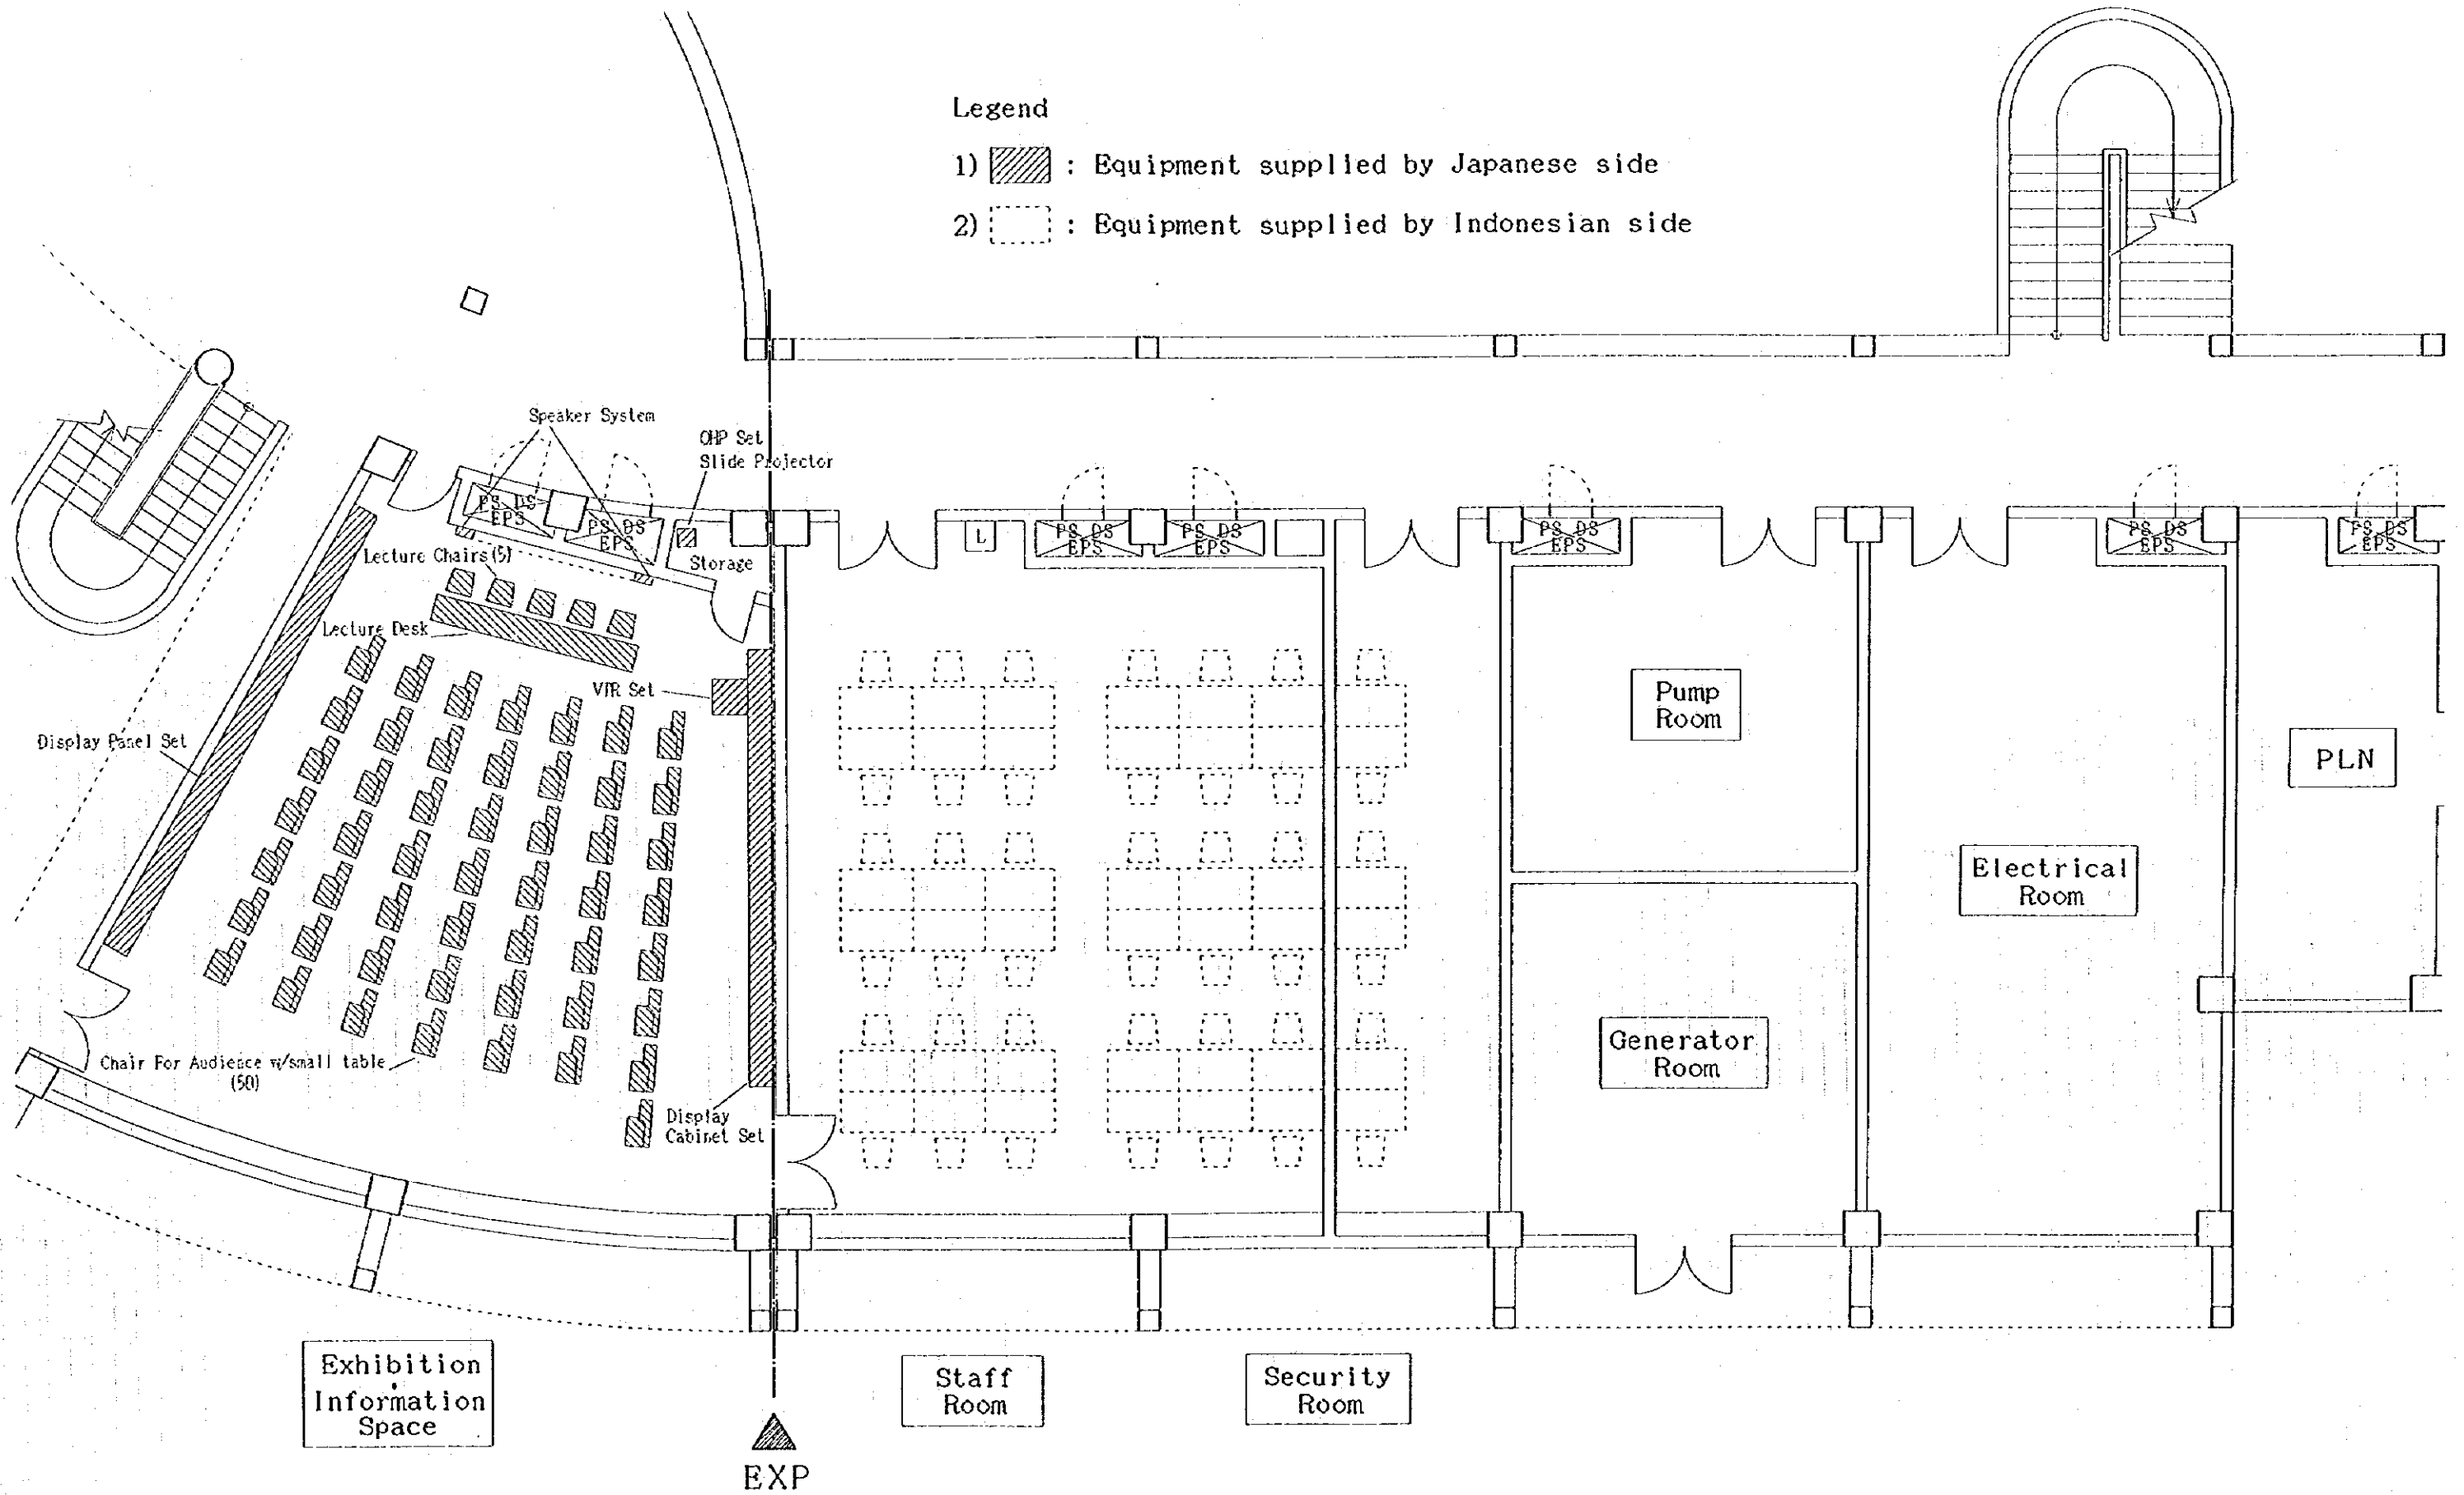 Legend
1) : Equipment supplied by Japanese side
2) : Equipment supplied by Indonesian side
Speaker System
OHP Set
Slide Projector
PS DS
EPS
PS DS
EPS
Storage
L
PS DS
EPS
PS DS
EPS
PS DS
EPS
PS DS
EPS
PS DS
EPS
Lecture Chairs(5)
Lecture Desk
VTR Set
Display Panel Set
Chair For Audience w/small table
(50)
Display
Cabinet Set
Pump
Room
PLN
Electrical
Room
Generator
Room
Exhibition
·
Information
Space
Staff
Room
Security
Room
EXP